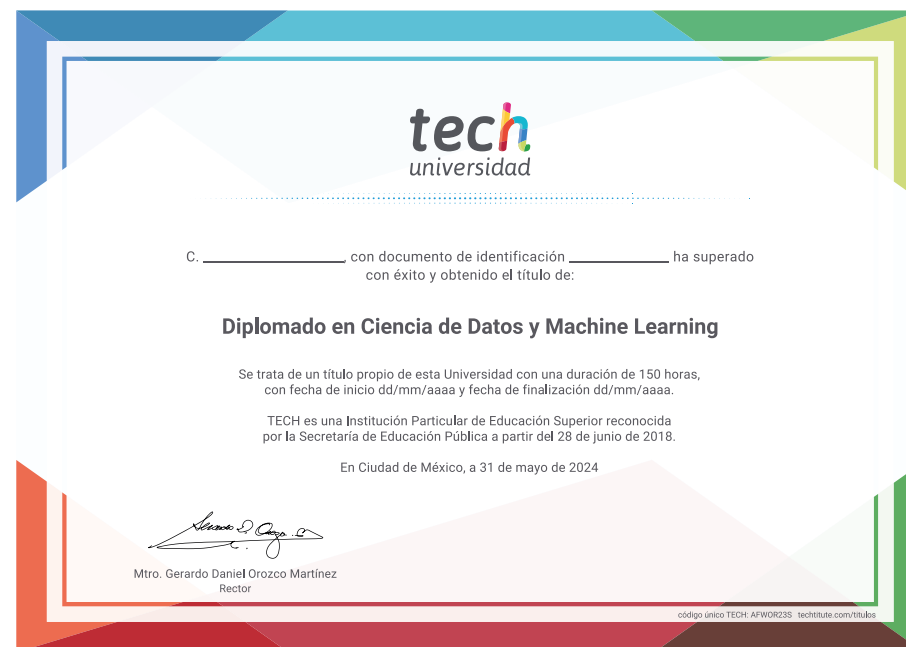 tech
universidad
C. ____________________, con documento de identificación ______________ ha superado
con éxito y obtenido el título de:
Diplomado en Ciencia de Datos y Machine Learning
Se trata de un título propio de esta Universidad con una duración de 150 horas,
con fecha de inicio dd/mm/aaaa y fecha de finalización dd/mm/aaaa.
TECH es una Institución Particular de Educación Superior reconocida
por la Secretaría de Educación Pública a partir del 28 de junio de 2018.
En Ciudad de México, a 31 de mayo de 2024
Mtro. Gerardo Daniel Orozco Martínez
Rector
código único TECH: AFWOR23S techtitute.com/titulos